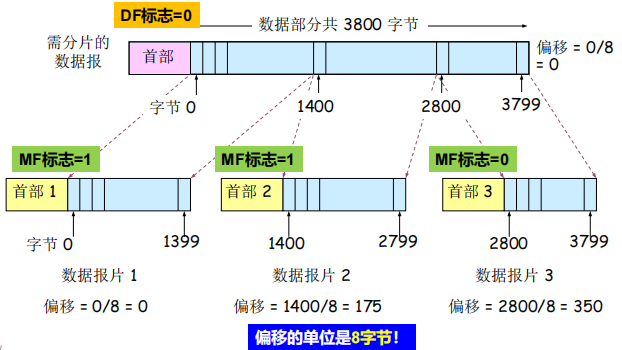 DF标志=0
数据部分共 3800 字节
需分片的
数据报
首部
偏移 = 0/8
= 0
字节 0
1400
2800
3799
MF标志=1
MF标志=1
MF标志=0
首部 1
首部 2
首部 3
字节 0
1399
1400
2799
2800
3799
数据报片 1
数据报片 2
数据报片 3
偏移 = 0/8 = 0
偏移 = 1400/8 = 175
偏移 = 2800/8 = 350
偏移的单位是8字节!